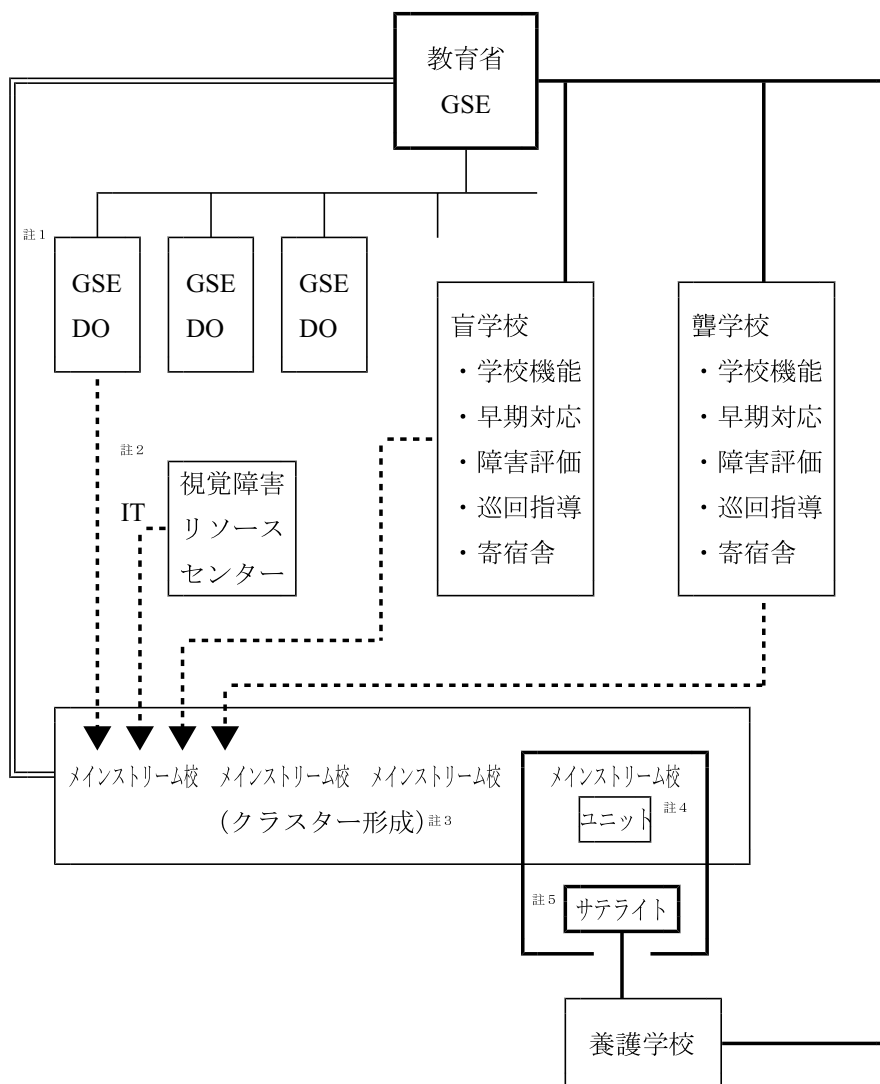 教育省
GSE
註1
GSE
DO
GSE
DO
GSE
DO
盲学校
・学校機能
・早期対応
・障害評価
・巡回指導
・寄宿舎
聾学校
・学校機能
・早期対応
・障害評価
・巡回指導
・寄宿舎
註2
IT
視覚障害
リソース
センター
メインストリーム校 メインストリーム校 メインストリーム校 メインストリーム校
(クラスター形成)註3
ユニット 註4
註5 サテライト
養護学校